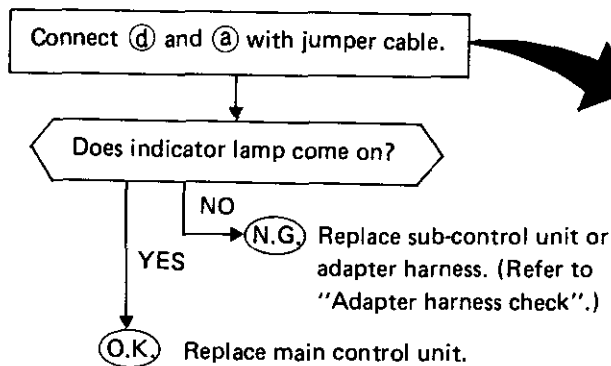 Connect ⓓ and ⓐ with jumper cable.
Does indicator lamp come on?
NO
N.G. Replace sub-control unit or
YES adapter harness. (Refer to
"Adapter harness check".)
O.K. Replace main control unit.